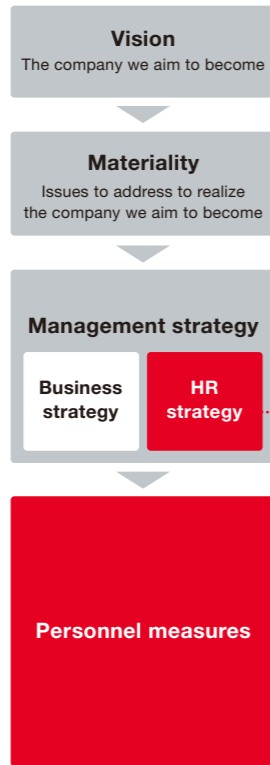 Vision
The company we aim to become
Materiality
Issues to address to realize
the company we aim to become
Management strategy
Business
strategy
HR
strategy
Personnel measures